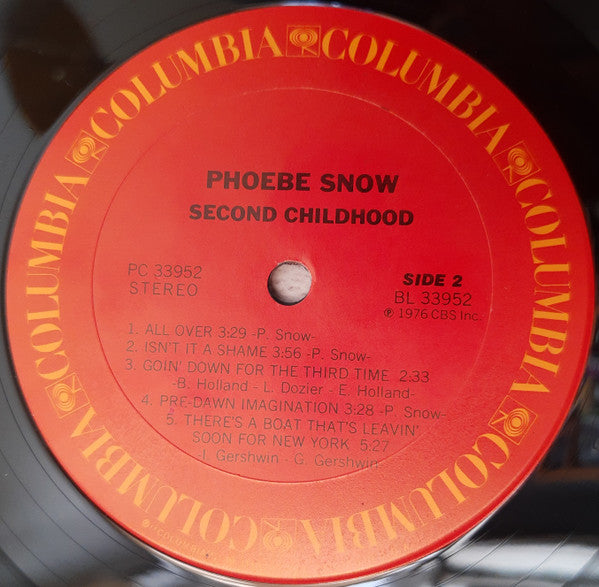 COLUMBIA COLUMBIA COLUMBIA COLUMBIA COLUMBIA COLUMBIA
PHOEBE SNOW
SECOND CHILDHOOD
PC 33952
STEREO
SIDE 2
BL 33952
℗ 1976 CBS Inc.
1. ALL OVER 3:29 -P. Snow-
2. ISN'T IT A SHAME 3:56 -P. Snow-
3. GOIN' DOWN FOR THE THIRD TIME 2:33
-B. Holland - L. Dozier - E. Holland-
4. PRE-DAWN IMAGINATION 3:28 -P. Snow-
5. THERE'S A BOAT THAT'S LEAVIN'
SOON FOR NEW YORK 5:27
-I. Gershwin - G. Gershwin-